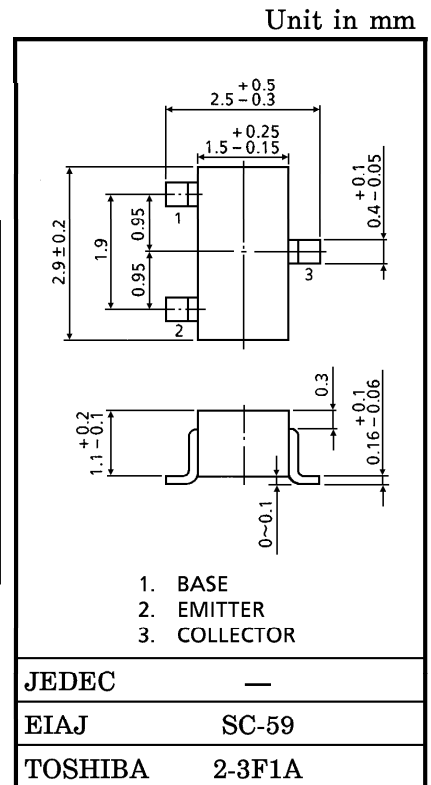 Unit in mm
+0.5
2.5−0.3
+0.25
1.5−0.15
2.9±0.2
1.9
0.95
0.95
1
2
3
+0.1
0.4−0.05
+0.2
1.1−0.1
0.3
+0.1
0.16−0.06
0~0.1
1. BASE
2. EMITTER
3. COLLECTOR
JEDEC —
EIAJ SC-59
TOSHIBA 2-3F1A